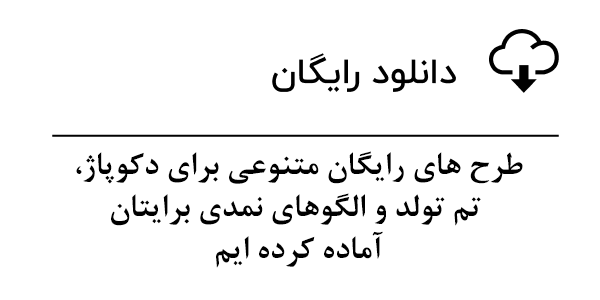 دانلود رایگان
طرح های رایگان متنوعی برای دکوپاژ،
تم تولد و الگوهای نمدی برایتان
آماده کرده ایم